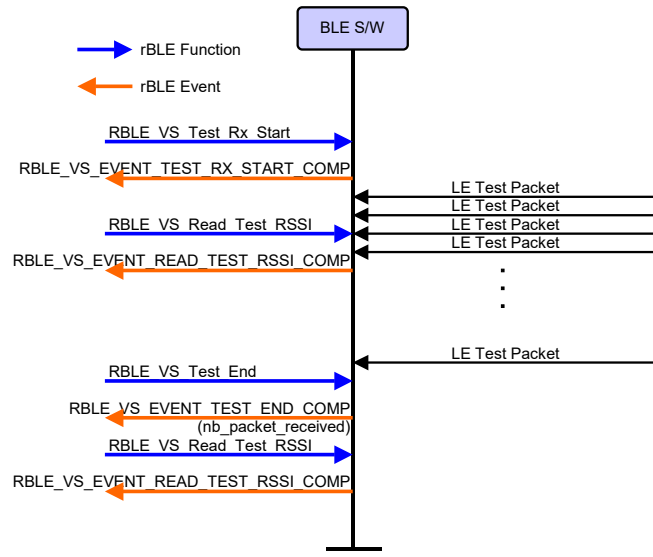 BLE S/W
rBLE Function
rBLE Event
RBLE_VS_Test_Rx_Start
RBLE_VS_EVENT_TEST_RX_START_COMP
LE Test Packet
LE Test Packet
RBLE_VS_Read_Test_RSSI
LE Test Packet
LE Test Packet
RBLE_VS_EVENT_READ_TEST_RSSI_COMP
LE Test Packet
RBLE_VS_Test_End
RBLE_VS_EVENT_TEST_END_COMP
(nb_packet_received)
RBLE_VS_Read_Test_RSSI
RBLE_VS_EVENT_READ_TEST_RSSI_COMP